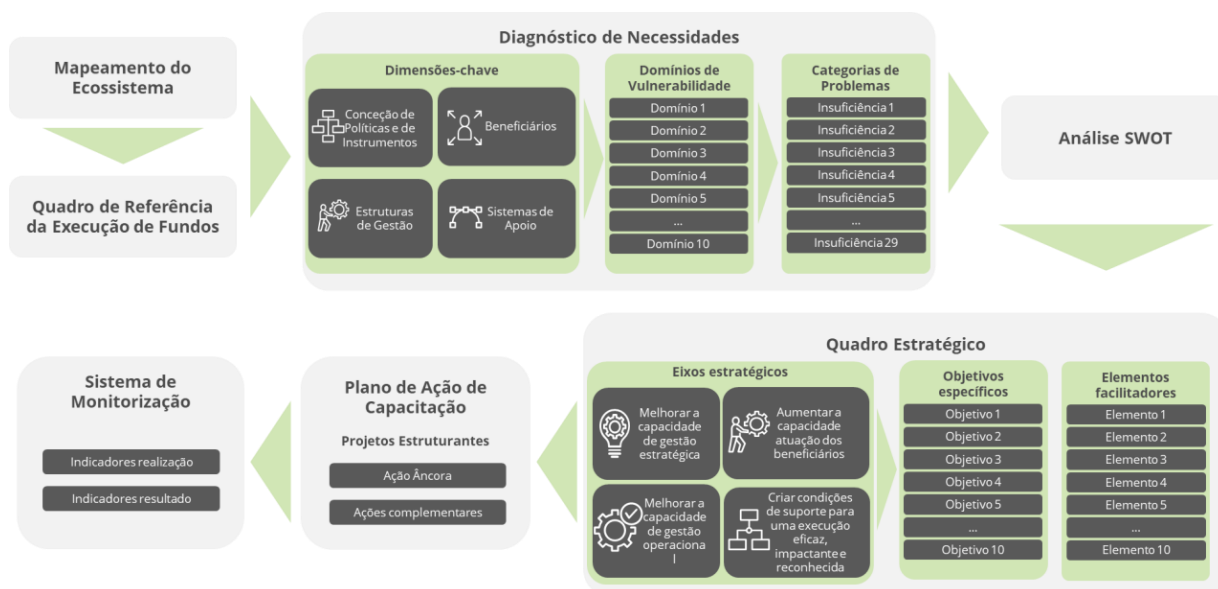 Mapeamento do
Ecossistema
Quadro de Referência
da Execução de Fundos
Diagnóstico de Necessidades
Dimensões-chave
Conceção de
Políticas e de
Instrumentos
Beneficiários
Estruturas
de Gestão
Sistemas de
Apoio
Domínios de
Vulnerabilidade
Domínio 1
Domínio 2
Domínio 3
Domínio 4
Domínio 5
...
Domínio 10
Categorias de
Problemas
Insuficiência 1
Insuficiência 2
Insuficiência 3
Insuficiência 4
Insuficiência 5
...
Insuficiência 29
Análise SWOT
Quadro Estratégico
Eixos estratégicos
Melhorar a
capacidade
de gestão
estratégica
Aumentar a
capacidade
atuação dos
beneficiários
Melhorar a
capacidade
de gestão
operaciona
l
Criar condições
de suporte para
uma execução
eficaz,
impactante e
reconhecida
Objetivos
específicos
Objetivo 1
Objetivo 2
Objetivo 3
Objetivo 4
Objetivo 5
...
Objetivo 10
Elementos
facilitadores
Elemento 1
Elemento 2
Elemento 3
Elemento 4
Elemento 5
...
Elemento 10
Plano de Ação de
Capacitação
Projetos Estruturantes
Ação Âncora
Ações complementares
Sistema de
Monitorização
Indicadores realização
Indicadores resultado